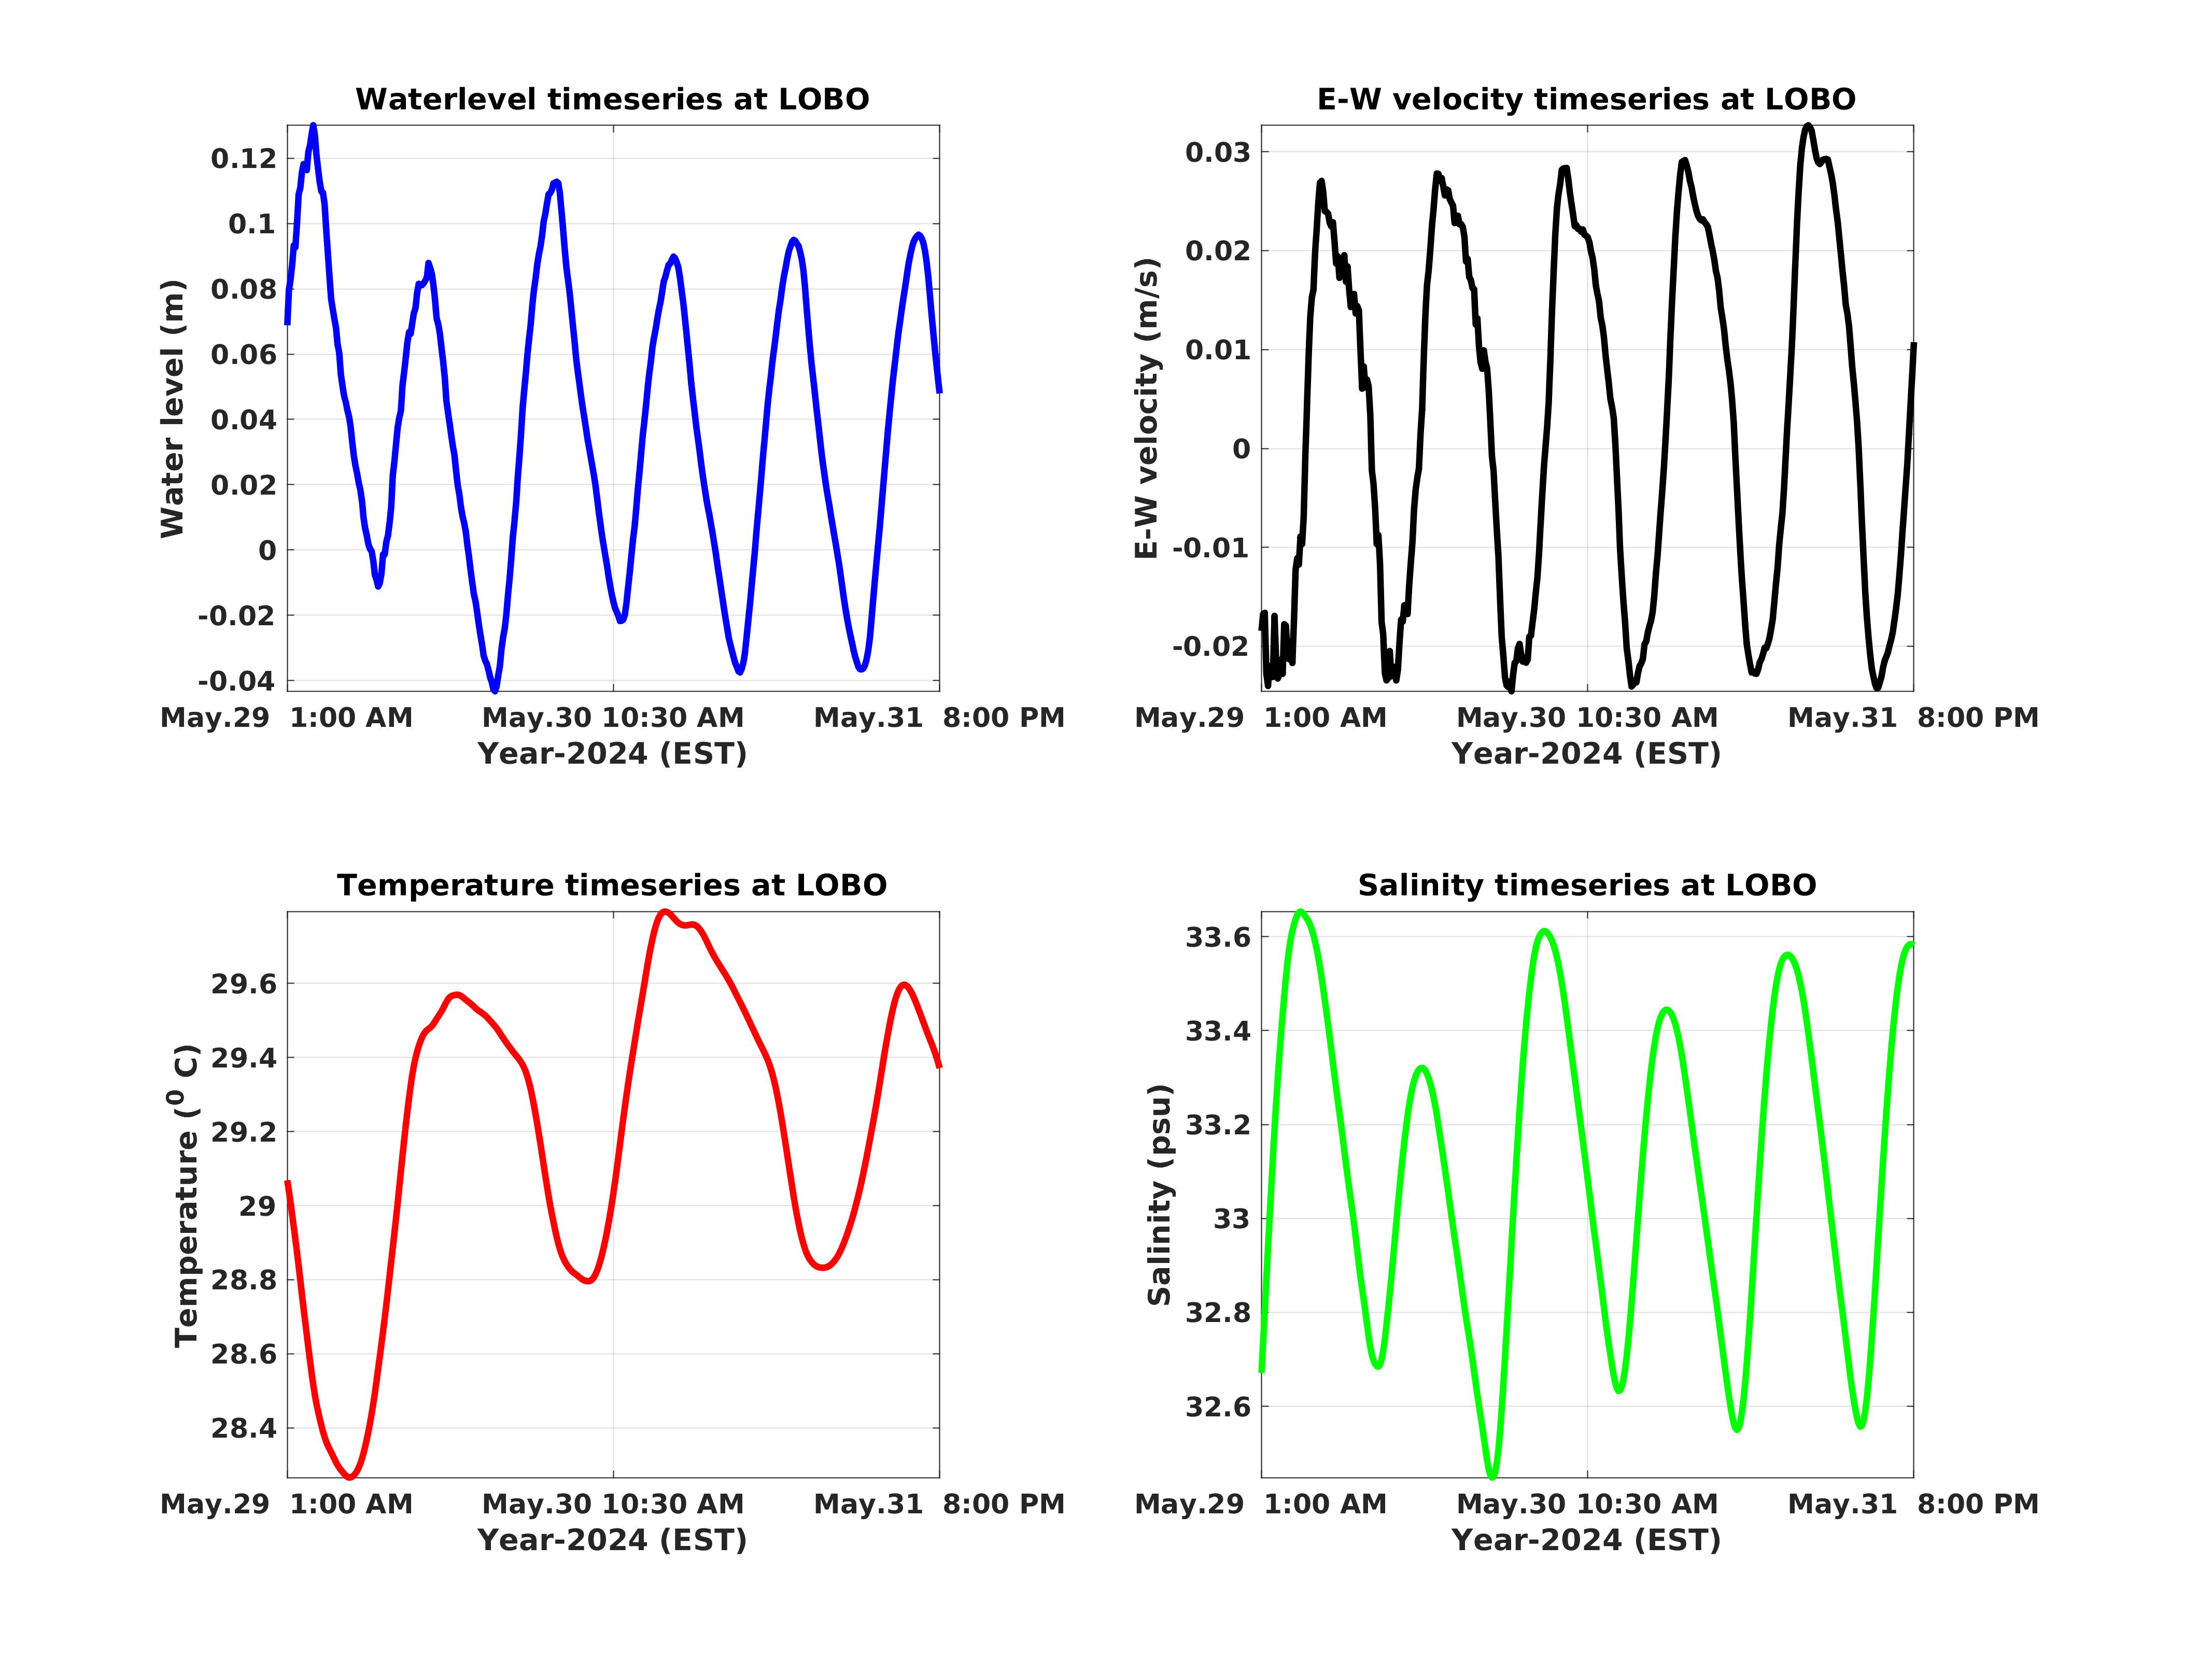 Waterlevel timeseries at LOBO
0.12
0.1
0.08
0.06
0.04
0.02
0
-0.02
-0.04
Water level (m)
May.29 1:00 AM May.30 10:30 AM May.31 8:00 PM
Year-2024 (EST)
E-W velocity timeseries at LOBO
0.03
0.02
0.01
0
-0.01
-0.02
E-W velocity (m/s)
May.29 1:00 AM May.30 10:30 AM May.31 8:00 PM
Year-2024 (EST)
Temperature timeseries at LOBO
29.6
29.4
29.2
29
28.8
28.6
28.4
Temperature (⁰ C)
May.29 1:00 AM May.30 10:30 AM May.31 8:00 PM
Year-2024 (EST)
Salinity timeseries at LOBO
33.6
33.4
33.2
33
32.8
32.6
Salinity (psu)
May.29 1:00 AM May.30 10:30 AM May.31 8:00 PM
Year-2024 (EST)